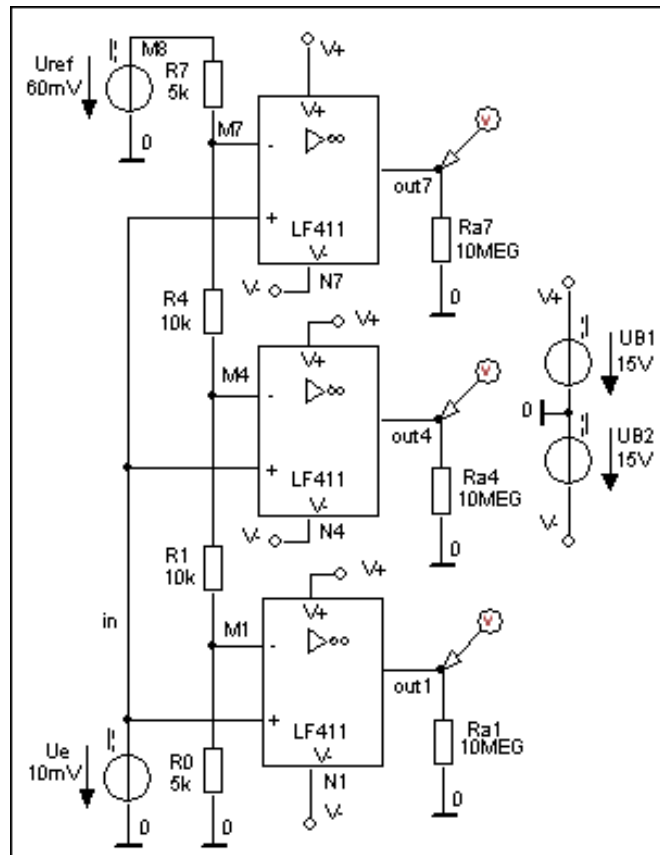 Uref
60mV
M8
R7
5k
V+
V+
M7
-
∞
out7
+
LF411
V-
V-
N7
0
Ra7
10MEG
0
R4
10k
V+
V+
M4
-
∞
out4
+
LF411
V-
V-
N4
Ra4
10MEG
0
V+
UB1
15V
0
UB2
15V
V-
R1
10k
V+
V+
in
M1
-
∞
out1
+
LF411
V-
N1
V-
Ue
10mV
R0
5k
0
0
Ra1
10MEG
0
V
V
V